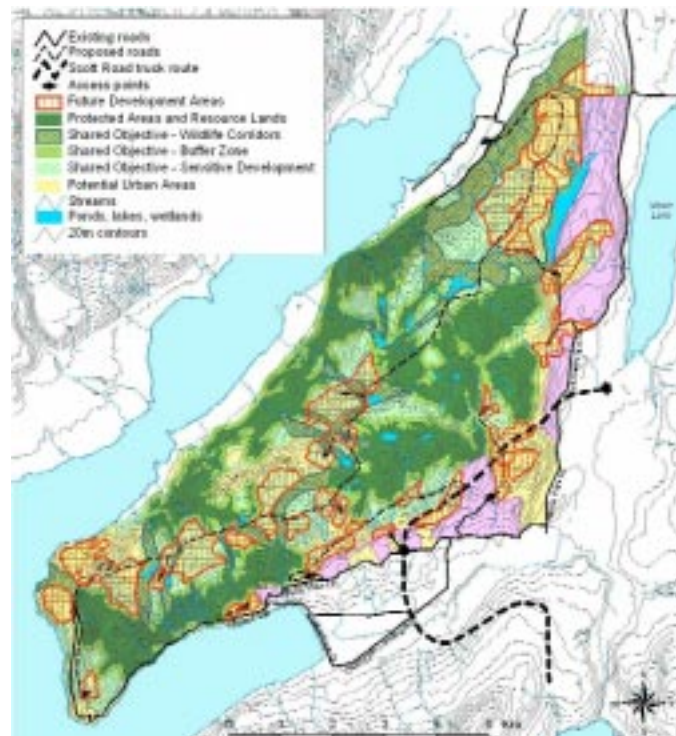 Existing roads
Proposed roads
Scott Road truck route
Access points
Future Development Areas
Protected Areas and Resource Lands
Shared Objective - Wildlife Corridors
Shared Objective - Buffer Zone
Shared Objective - Sensitive Development
Potential Urban Areas
Streams
Ponds, lakes, wetlands
20m contours